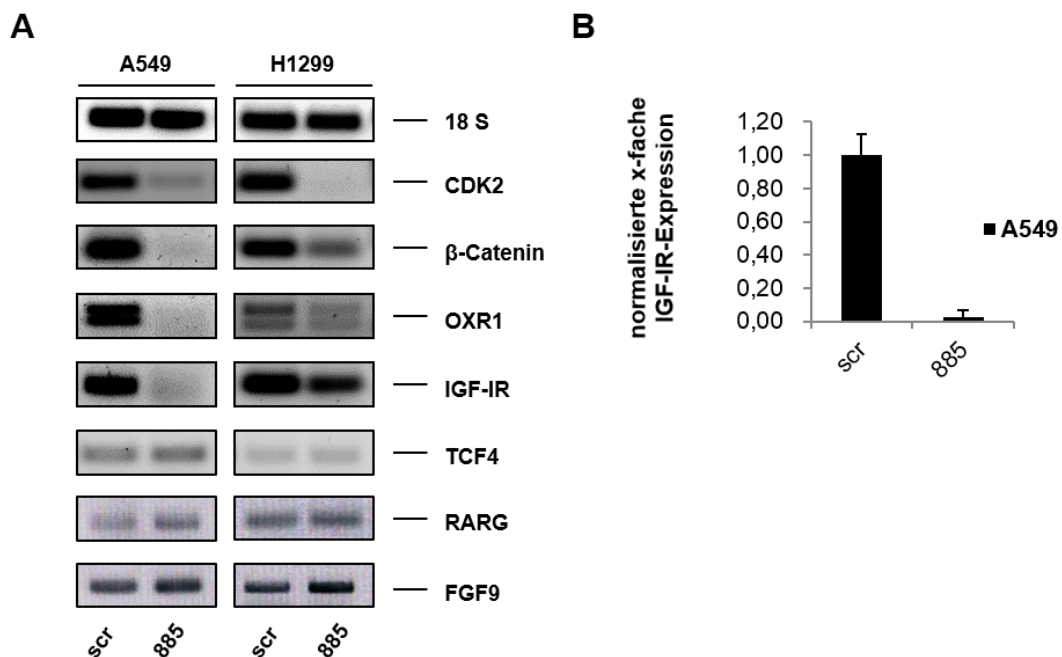 A
A549
H1299
18 S
CDK2
β-Catenin
OXR1
IGF-IR
TCF4
RARG
FGF9
scr
885
scr
885
B
normalisierte x-fache
IGF-IR-Expression
1,20
1,00
0,80
0,60
0,40
0,20
0,00
scr
885
A549